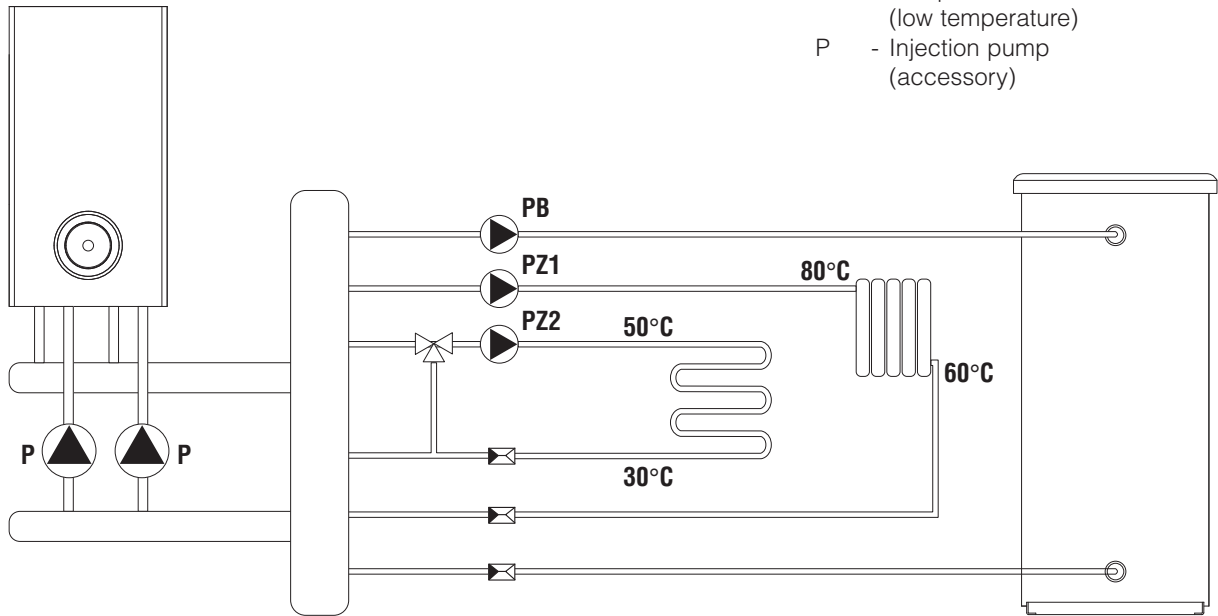 (low temperature)
P - Injection pump
(accessory)
PB
PZ1
80°C
PZ2
50°C
60°C
P
P
30°C